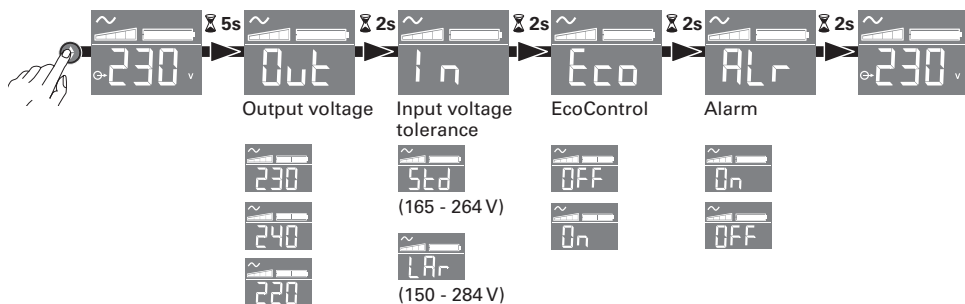 5s 2s 2s 2s 2s
230 v Out In Eco ALr 230 v
Output voltage Input voltage tolerance EcoControl Alarm
230 Std OFF On
(165 - 264 V)
240 On OFF
LAr
220
(150 - 284 V)